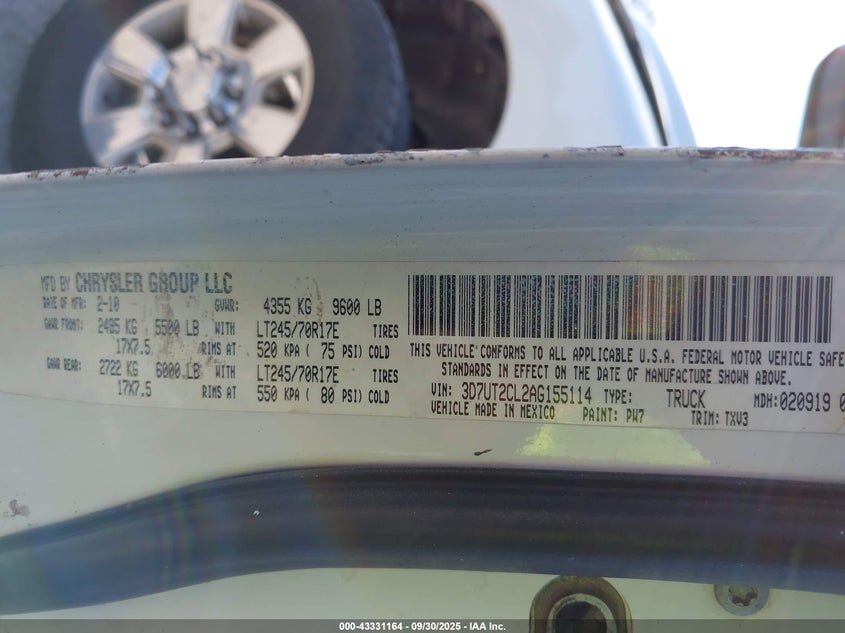 MFD BY CHRYSLER GROUP LLC
DATE OF MFR: 2-10 GVWR: 4355 KG 9600 LB
GAWR FRONT: 2495 KG 5500 LB WITH LT245/70R17E TIRES
17X7.5 RIMS AT 520 KPA ( 75 PSI) COLD
GAWR REAR: 2722 KG 6000 LB WITH LT245/70R17E TIRES
17X7.5 RIMS AT 550 KPA ( 80 PSI) COLD
THIS VEHICLE CONFORMS TO ALL APPLICABLE U.S.A. FEDERAL MOTOR VEHICLE SAFE
STANDARDS IN EFFECT ON THE DATE OF MANUFACTURE SHOWN ABOVE.
VIN: 3D7UT2CL2AG155114 TYPE: TRUCK MDH: 020919 0
VEHICLE MADE IN MEXICO PAINT: PW7 TRIM: TXV3
000-43331164 - 09/30/2025 - IAA Inc.